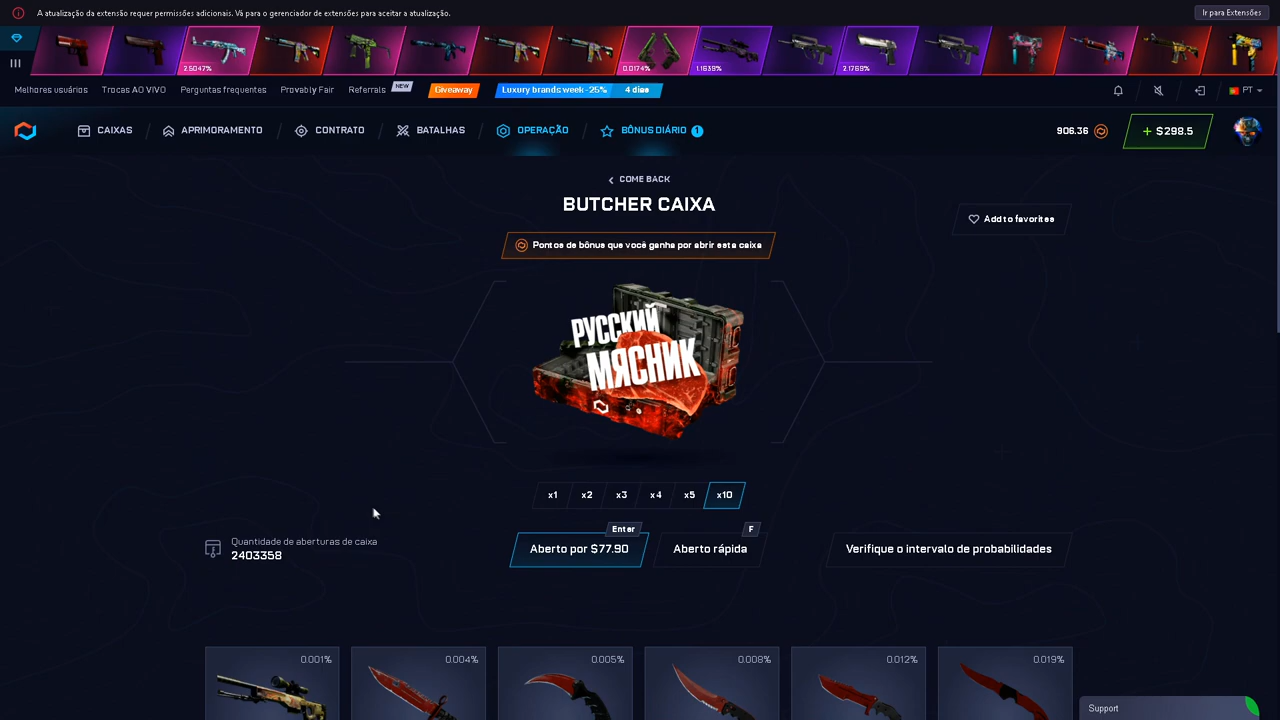 A atualização da extensão requer permissões adicionais. Vá para o gerenciador de extensões para aceitar a atualização.
Ir para Extensões
2.5047%
0.0174%
1.1639%
2.1769%
Melhores usuários
Trocas AO VIVO
Perguntas frequentes
Provably Fair
Referrals
NEW
Giveaway
Luxury brands week -25%
4 dias
PT
CAIXAS
APRIMORAMENTO
CONTRATO
BATALHAS
OPERAÇÃO
BÔNUS DIÁRIO
1
906.36
+ $298.5
COME BACK
BUTCHER CAIXA
Add to favorites
Pontos de bônus que você ganha por abrir esta caixa
РУССКИЙ
МЯСНИК
x1
x2
x3
x4
x5
x10
Enter
F
Quantidade de aberturas de caixa
2403358
Aberto por $77.90
Aberto rápida
Verifique o intervalo de probabilidades
0.001%
0.004%
0.005%
0.008%
0.012%
0.019%
Support